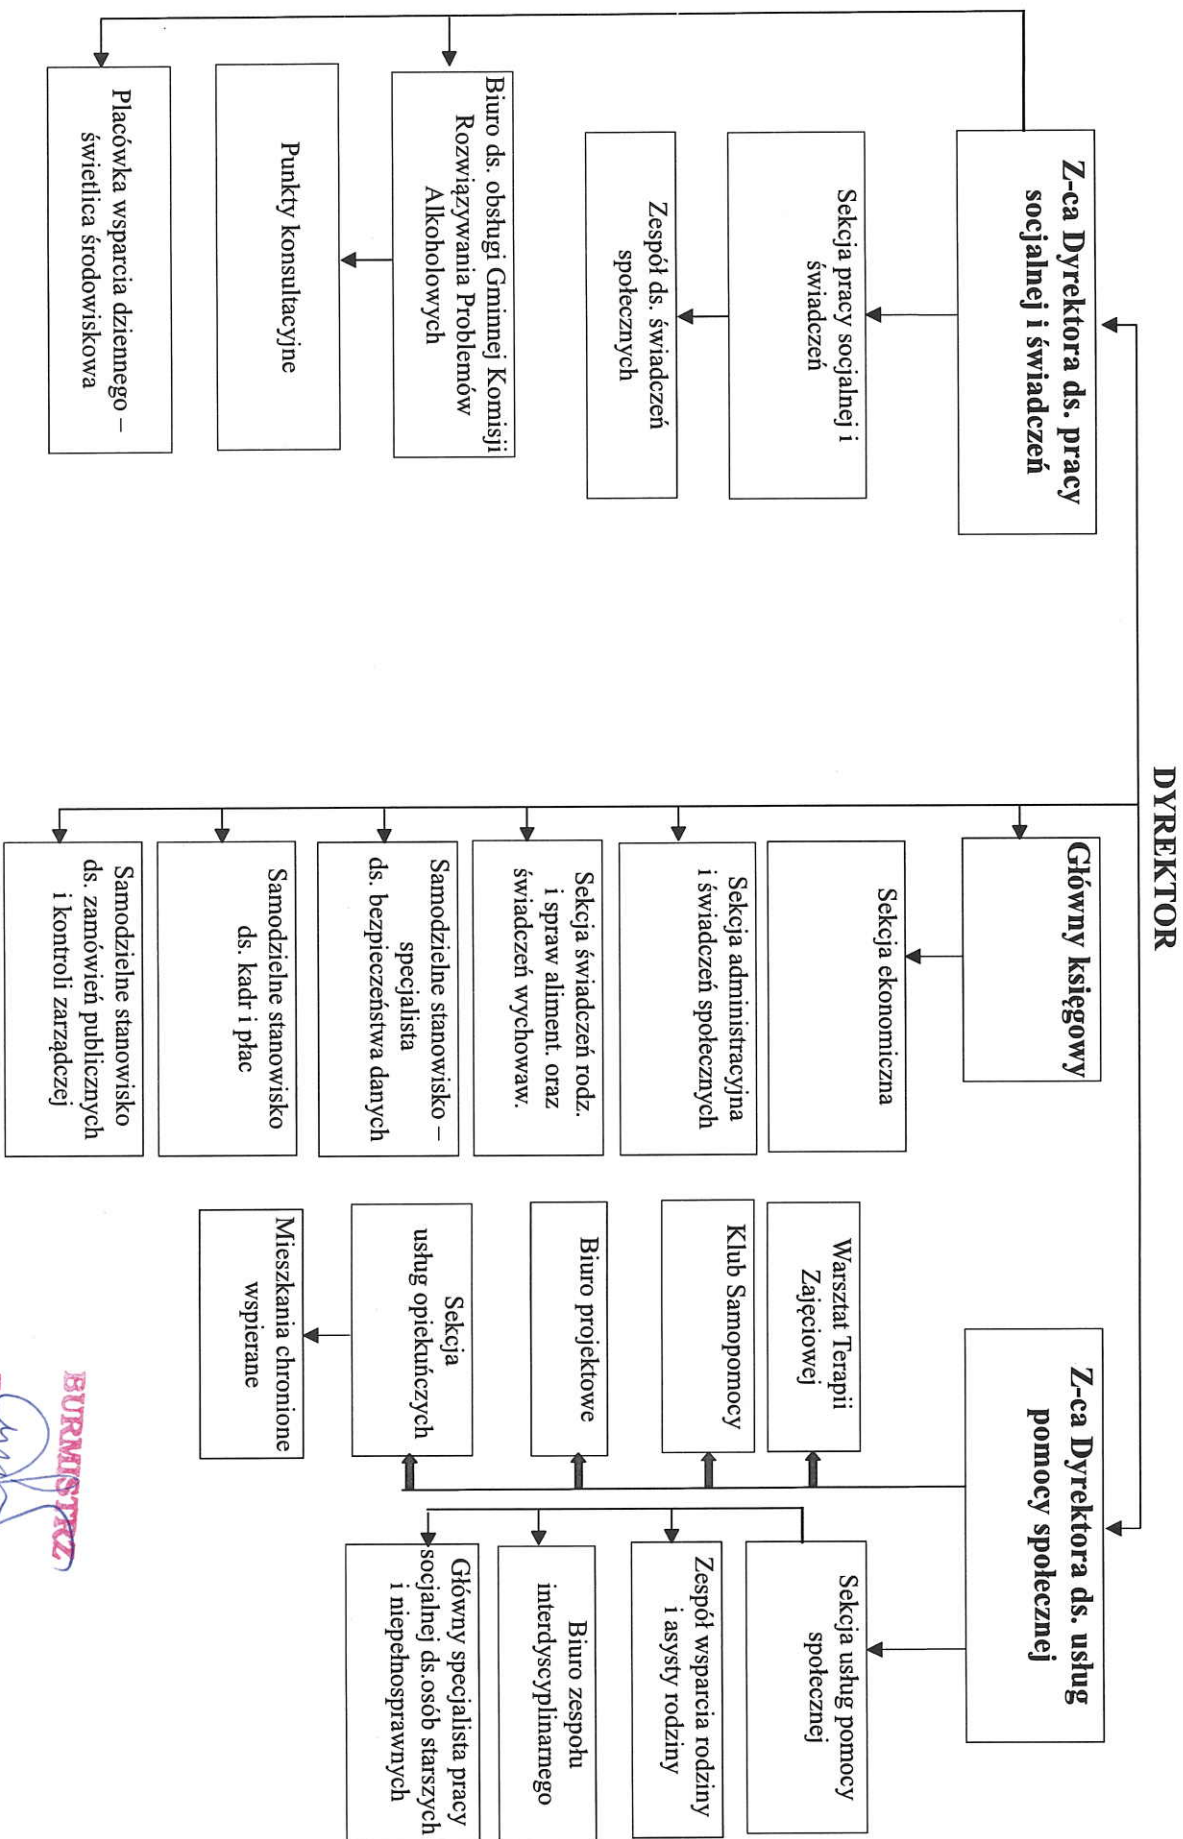 DYREKTOR
Z-ca Dyrektora ds. pracy
socjalnej i świadczeń
Sekcja pracy socjalnej i
świadczeń
Zespół ds. świadczeń
społecznych
Biuro ds. obsługi Gminnej Komisji
Rozwiązywania Problemów
Alkoholowych
Punkty konsultacyjne
Placówka wsparcia dziennego –
świetlica środowiskowa
Główny księgowy
Sekcja ekonomiczna
Sekcja administracyjna
i świadczeń społecznych
Sekcja świadczeń rodz.
i spraw aliment. oraz
świadczeń wychowaw.
Samodzielne stanowisko –
specjalista
ds. bezpieczeństwa danych
Samodzielne stanowisko
ds. kadr i płac
Samodzielne stanowisko
ds. zamówień publicznych
i kontroli zarządczej
Z-ca Dyrektora ds. usług
pomocy społecznej
Warsztat Terapii
Zajęciowej
Klub Samopomocy
Biuro projektowe
Sekcja
usług opiekuńczych
Mieszkania chronione
wspierane
Sekcja usług pomocy
społecznej
Zespół wsparcia rodziny
i asysty rodziny
Biuro zespołu
interdyscyplinarnego
Główny specjalista pracy
socjalnej ds.osób starszych
i niepełnosprawnych
BURMISTRZ